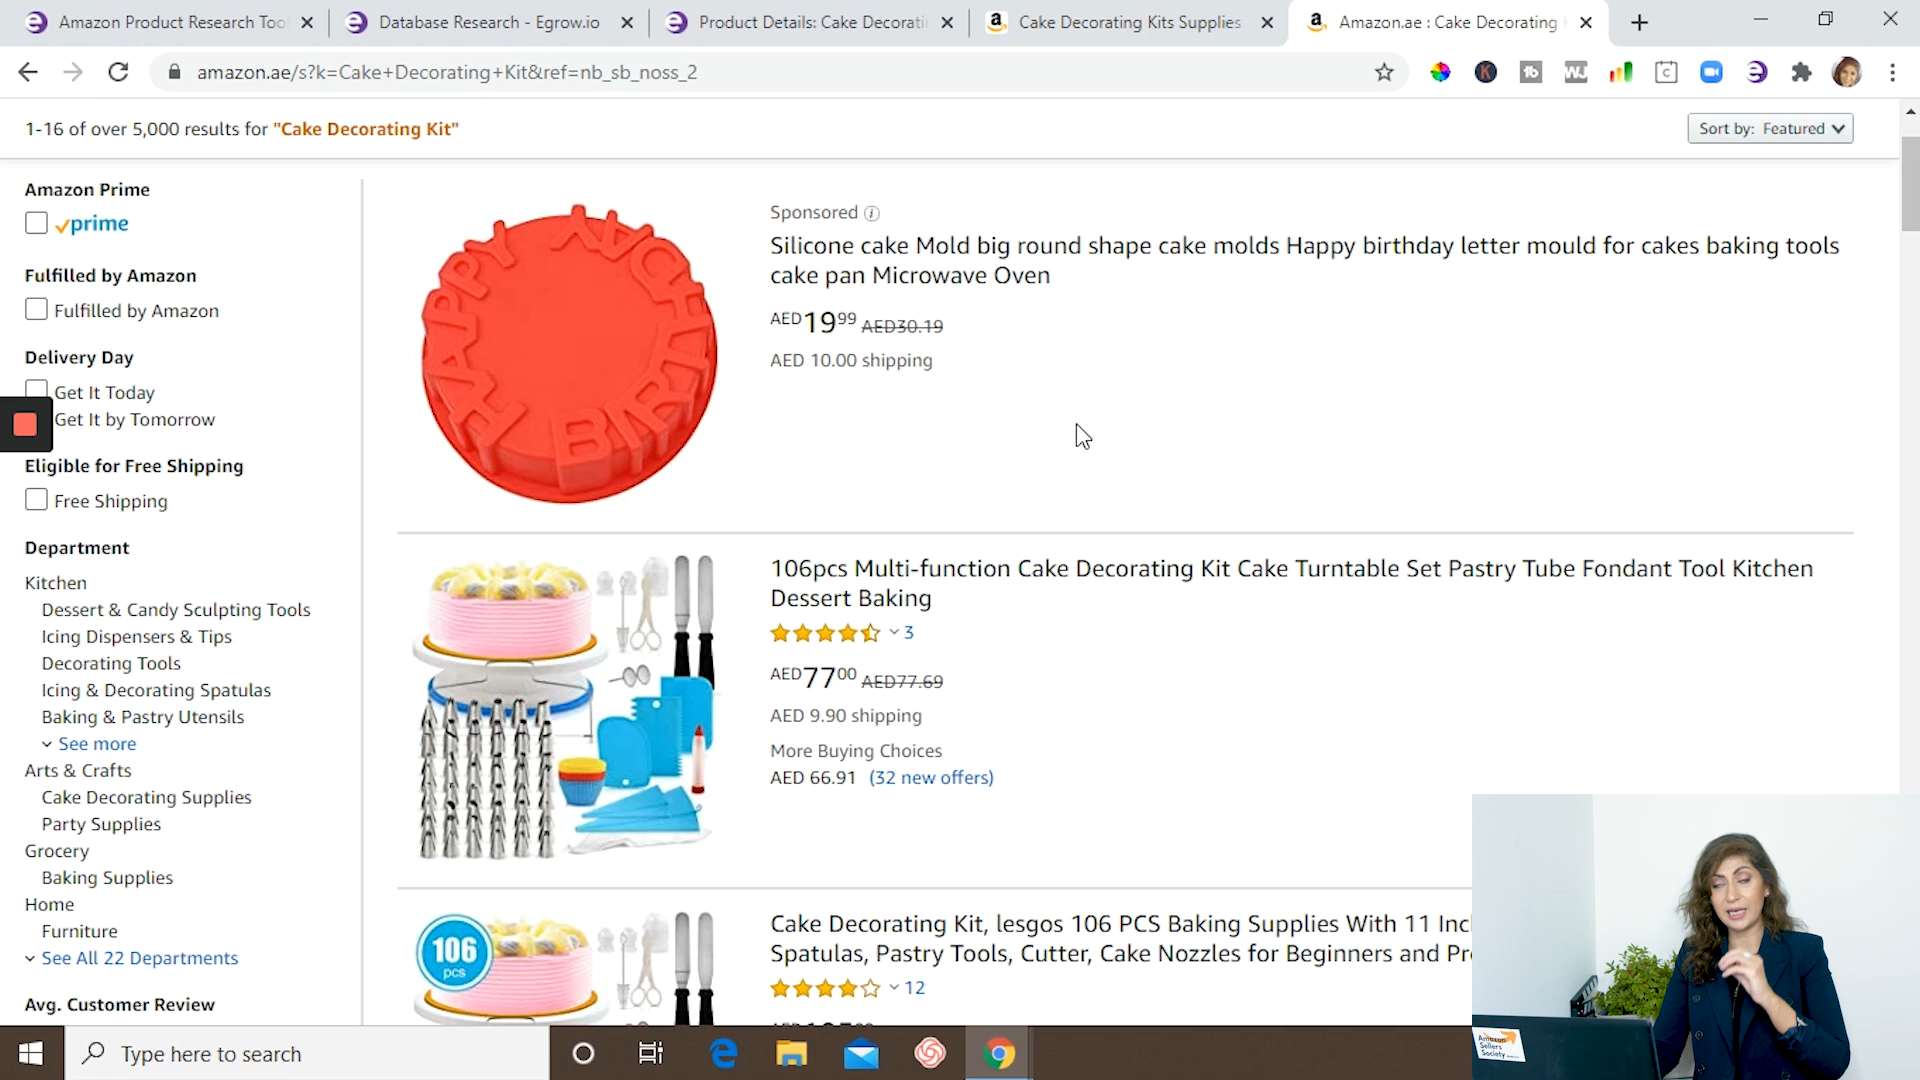 Amazon Product Research Too
Database Research - Egrow.io
Product Details: Cake Decorati
Cake Decorating Kits Supplies
Amazon.ae : Cake Decorating
amazon.ae/s?k=Cake+Decorating+Kit&ref=nb_sb_noss_2
1-16 of over 5,000 results for "Cake Decorating Kit"
Sort by: Featured
Amazon Prime
prime
Fulfilled by Amazon
Fulfilled by Amazon
Delivery Day
Get It Today
Get It by Tomorrow
Eligible for Free Shipping
Free Shipping
Department
Kitchen
Dessert & Candy Sculpting Tools
Icing Dispensers & Tips
Decorating Tools
Icing & Decorating Spatulas
Baking & Pastry Utensils
See more
Arts & Crafts
Cake Decorating Supplies
Party Supplies
Grocery
Baking Supplies
Home
Furniture
See All 22 Departments
Avg. Customer Review
HAPPY BIRTHDAY
Sponsored
Silicone cake Mold big round shape cake molds Happy birthday letter mould for cakes baking tools
cake pan Microwave Oven
AED19 99 AED30.19
AED 10.00 shipping
106pcs Multi-function Cake Decorating Kit Cake Turntable Set Pastry Tube Fondant Tool Kitchen
Dessert Baking
3
AED77 00 AED77.69
AED 9.90 shipping
More Buying Choices
AED 66.91 (32 new offers)
106
pcs
Cake Decorating Kit, lesgos 106 PCS Baking Supplies With 11 Inc
Spatulas, Pastry Tools, Cutter, Cake Nozzles for Beginners and Pr
12
Amazon
Sellers
Society
Type here to search